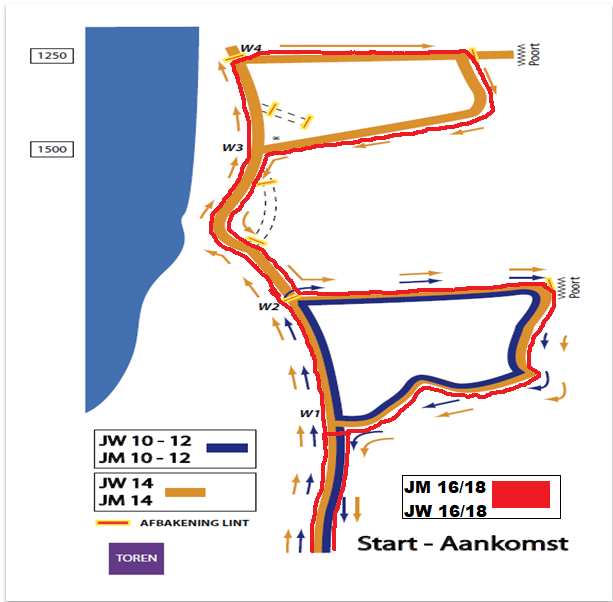 W4
1250
Poort
1500
W3
∞
Poort
W2
W1
JW 10 - 12
JM 10 - 12
JW 14
JM 14
JM 16/18
JW 16/18
AFBAKENING LINT
Start - Aankomst
TOREN